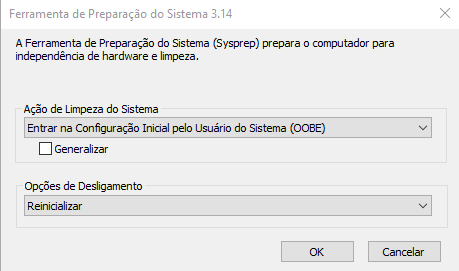 Ferramenta de Preparação do Sistema 3.14
A Ferramenta de Preparação do Sistema (Sysprep) prepara o computador para
independência de hardware e limpeza.
Ação de Limpeza do Sistema
Entrar na Configuração Inicial pelo Usuário do Sistema (OOBE)
Generalizar
Opções de Desligamento
Reinicializar
OK
Cancelar